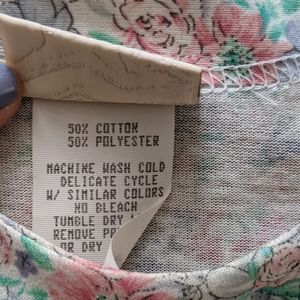 50% COTTON
50% POLYESTER
MACHINE WASH COLD
DELICATE CYCLE
W/ SIMILAR COLORS
NO BLEACH
TUMBLE DRY
REMOVE
OR DRY